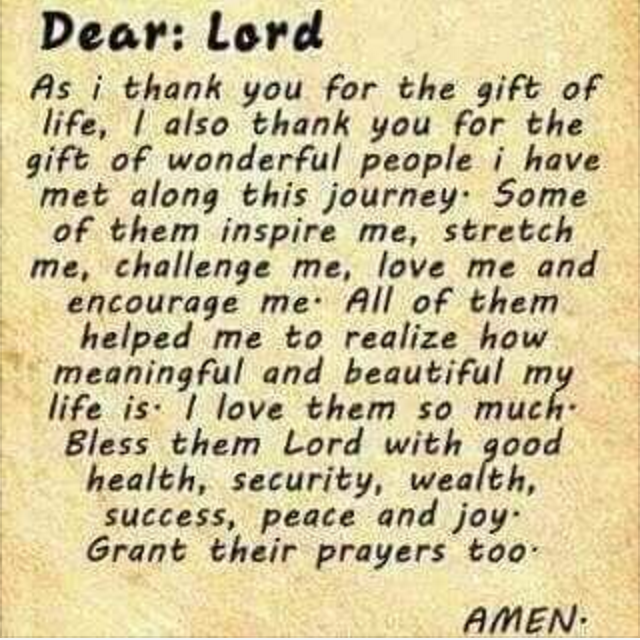 Dear: Lord
As i thank you for the gift of
life, I also thank you for the
gift of wonderful people i have
met along this journey. Some
of them inspire me, stretch
me, challenge me, love me and
encourage me. All of them
helped me to realize how
meaningful and beautiful my
life is. I love them so much.
Bless them Lord with good
health, security, wealth,
success, peace and joy.
Grant their prayers too.
AMEN.